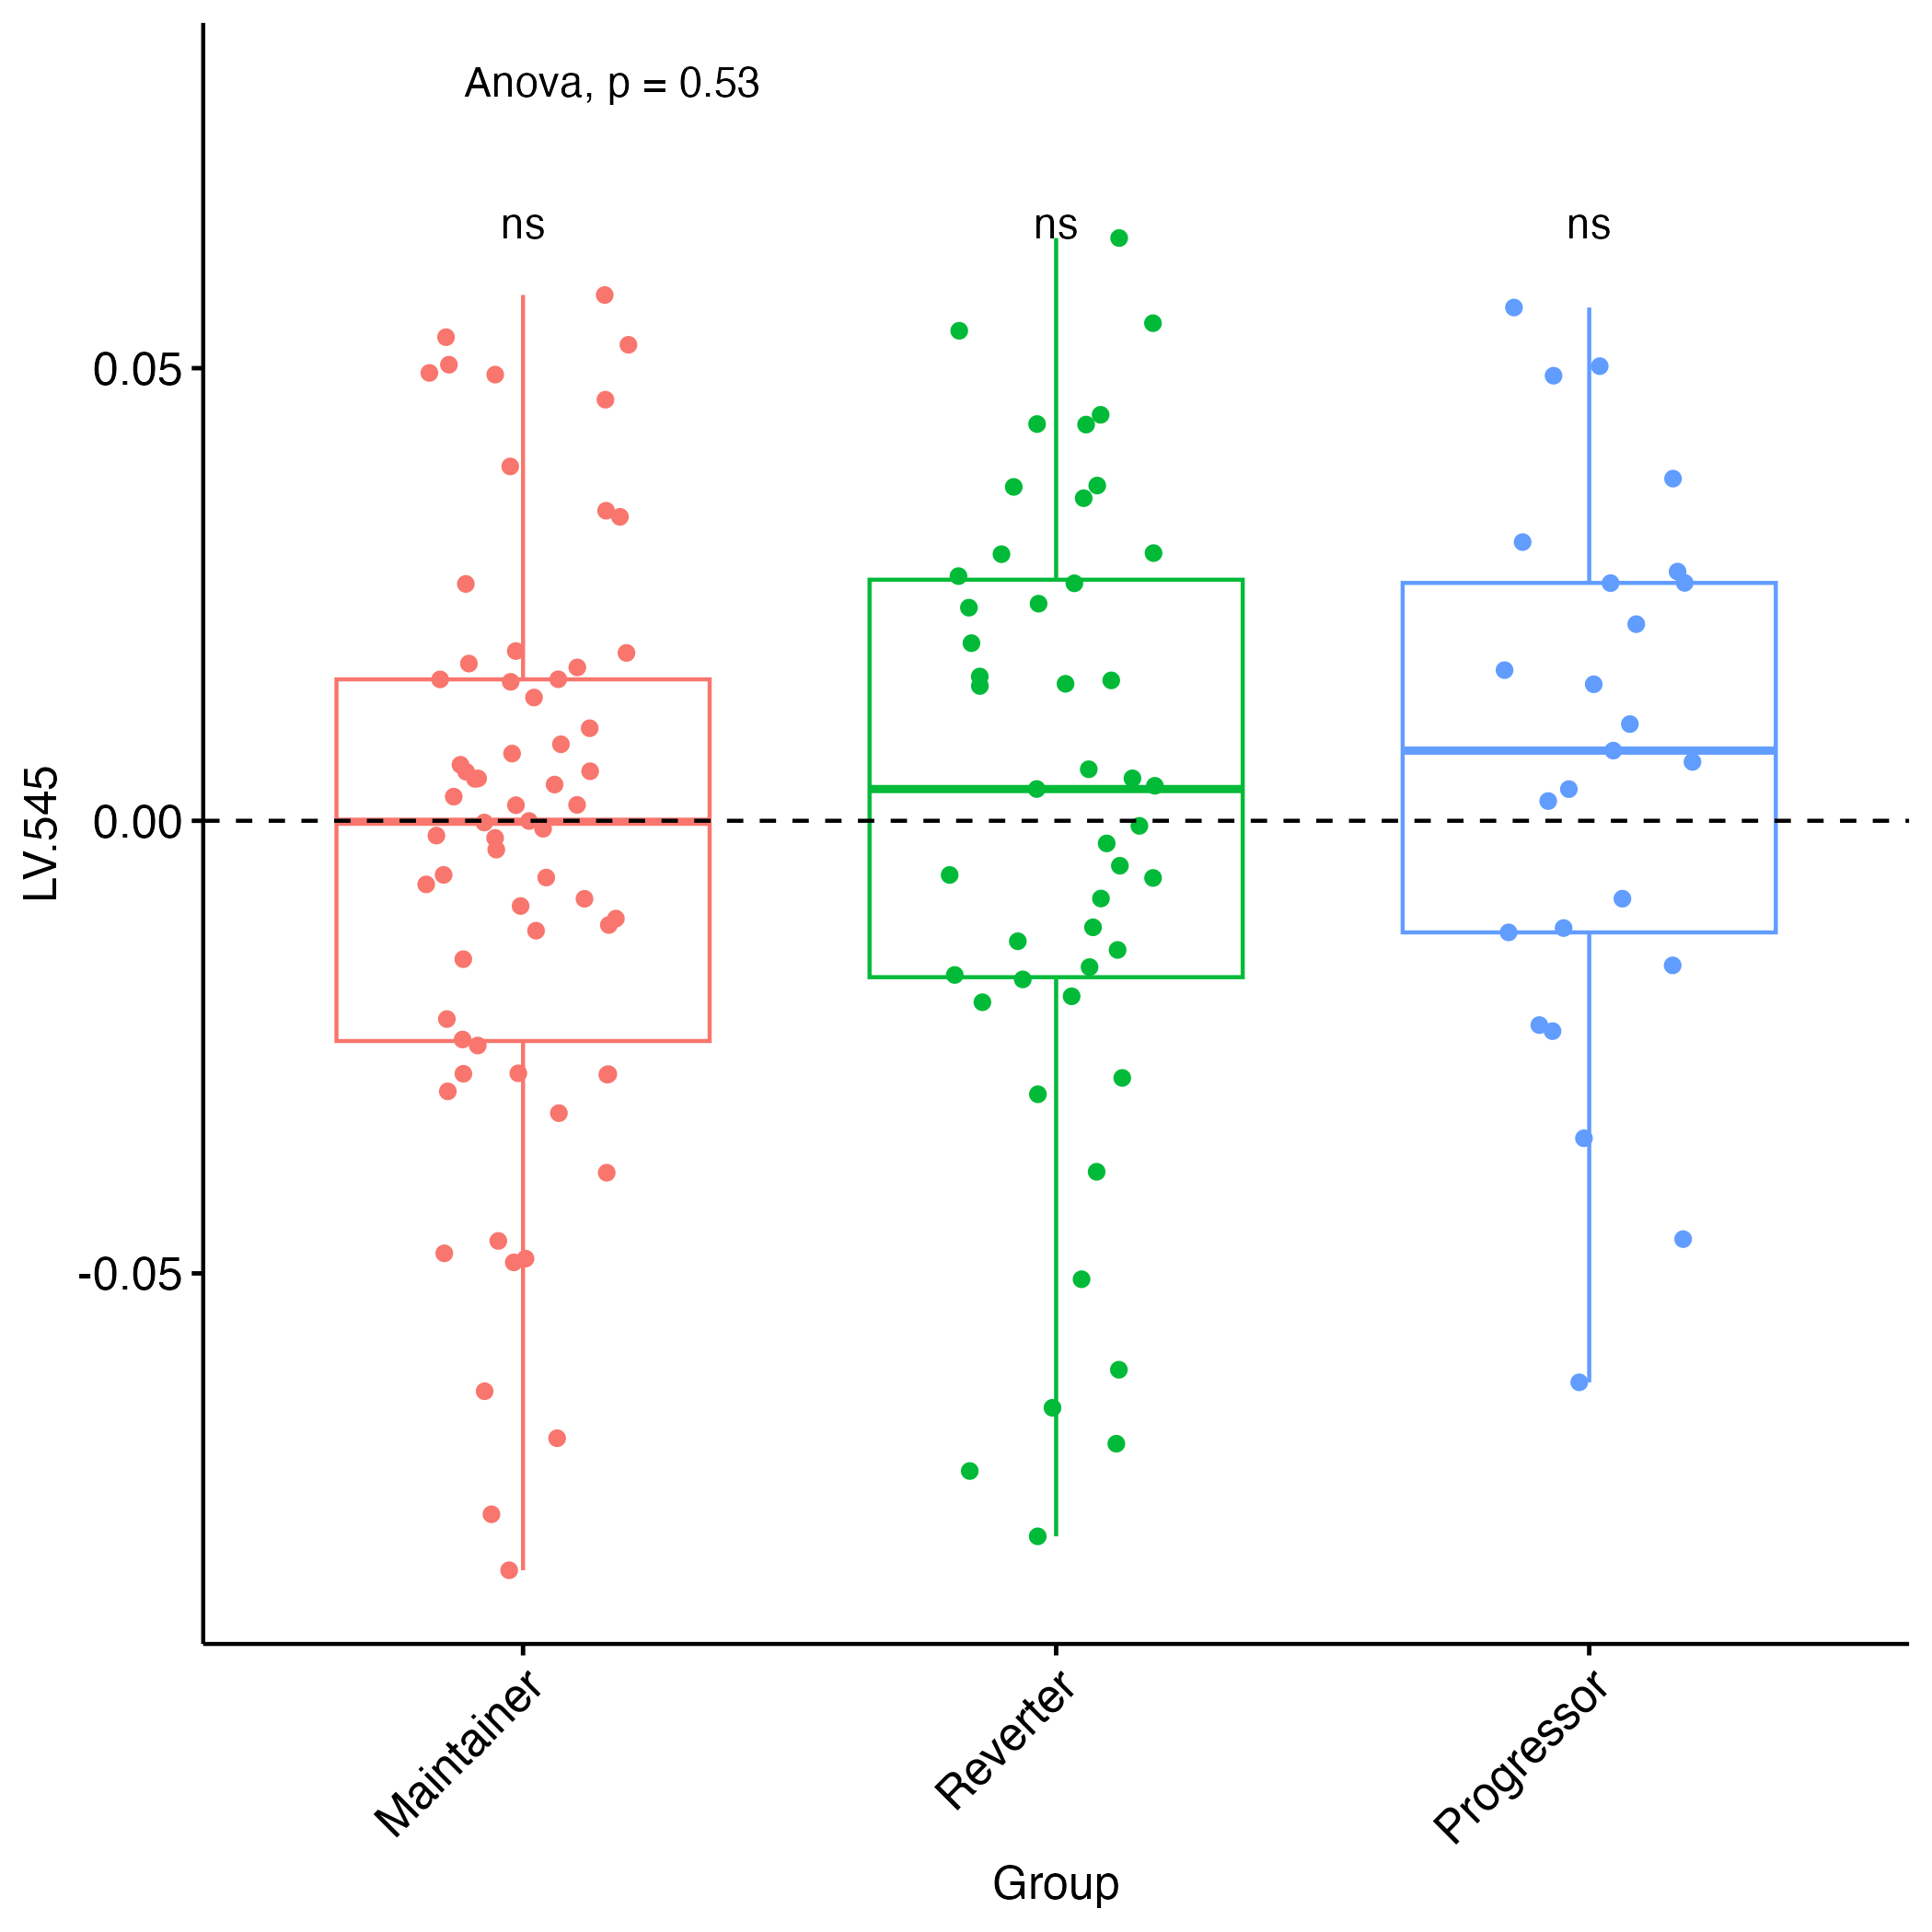 Anova, p = 0.53
ns ns ns
0.05
0.00
-0.05
LV.545
Maintainer Reverter Progressor
Group